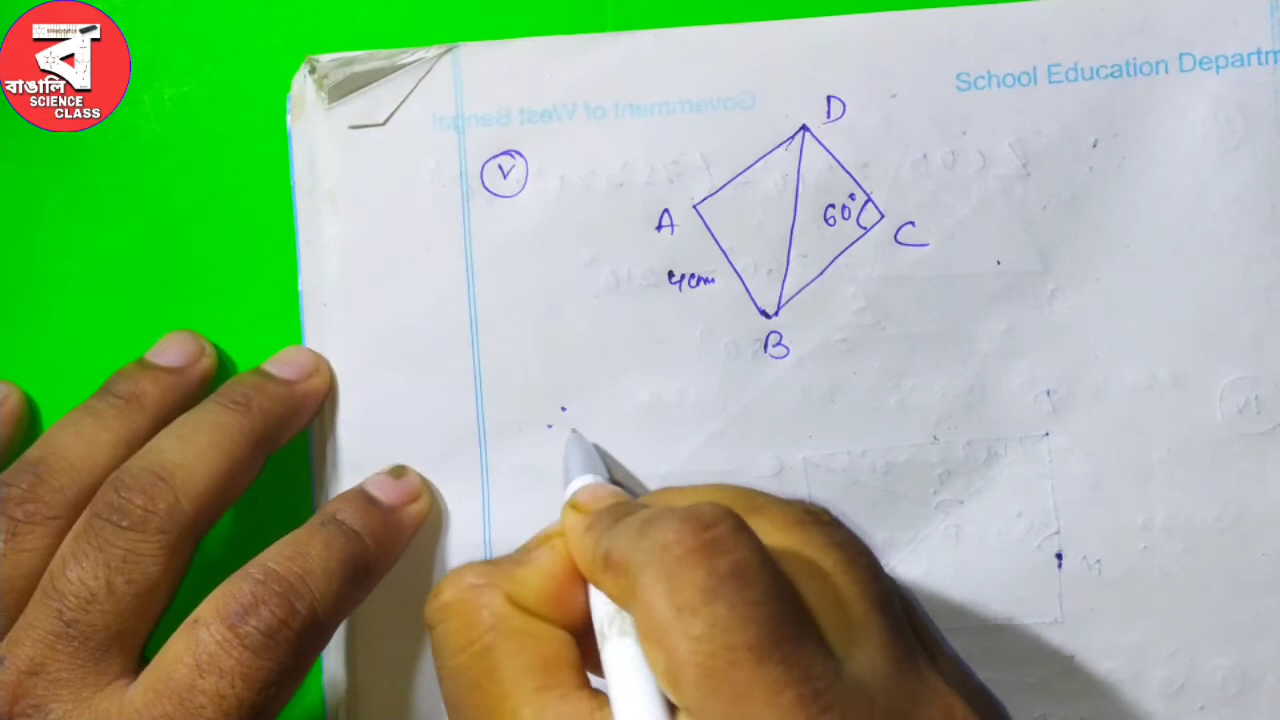 ব
বাঙালি
SCIENCE
CLASS
School Education Departm
Government of West Bengal
V
D
A
60°
C
4cm
B
M